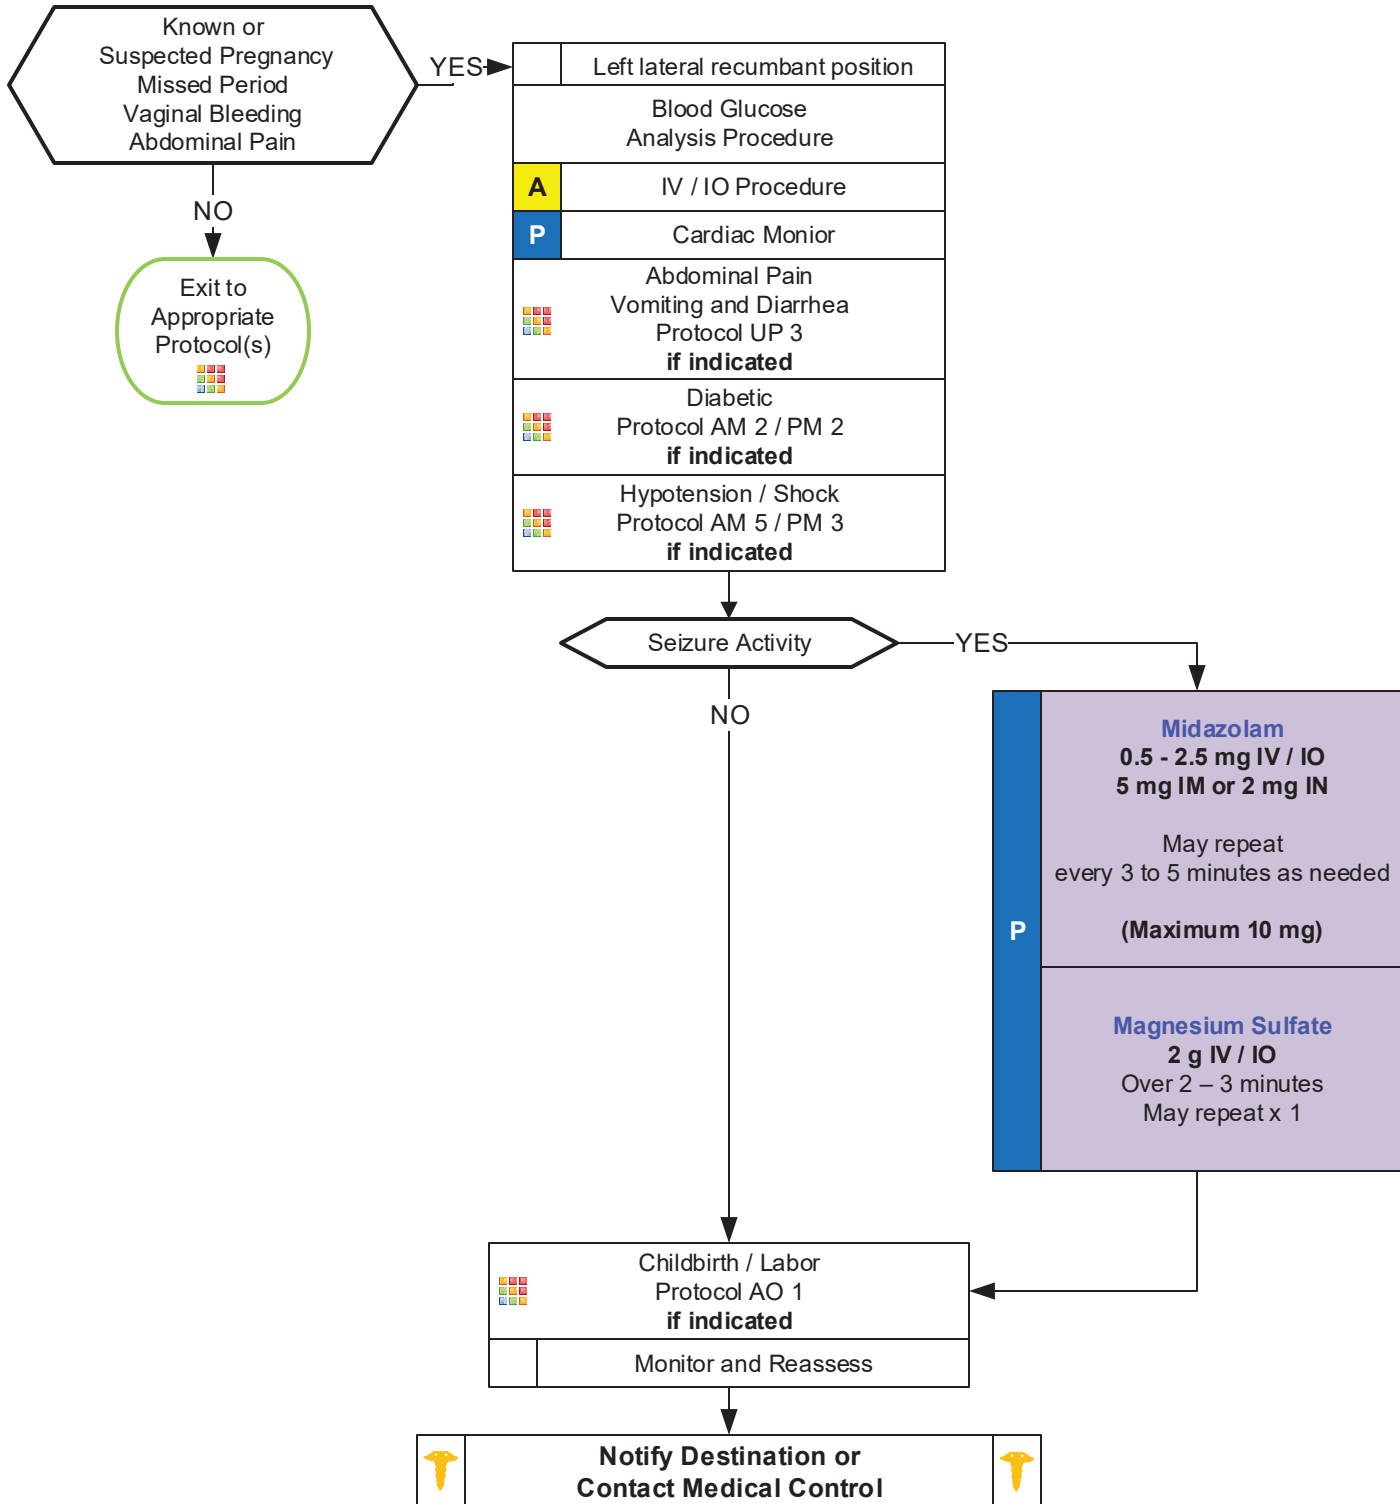 Known or
Suspected Pregnancy
Missed Period
Vaginal Bleeding
Abdominal Pain
YES
NO
Exit to
Appropriate
Protocol(s)
Left lateral recumbant position
Blood Glucose
Analysis Procedure
A
IV / IO Procedure
P
Cardiac Monior
Abdominal Pain
Vomiting and Diarrhea
Protocol UP 3
if indicated
Diabetic
Protocol AM 2 / PM 2
if indicated
Hypotension / Shock
Protocol AM 5 / PM 3
if indicated
Seizure Activity
YES
NO
P
Midazolam
0.5 - 2.5 mg IV / IO
5 mg IM or 2 mg IN
May repeat
every 3 to 5 minutes as needed
(Maximum 10 mg)
Magnesium Sulfate
2 g IV / IO
Over 2 – 3 minutes
May repeat x 1
Childbirth / Labor
Protocol AO 1
if indicated
Monitor and Reassess
Notify Destination or
Contact Medical Control